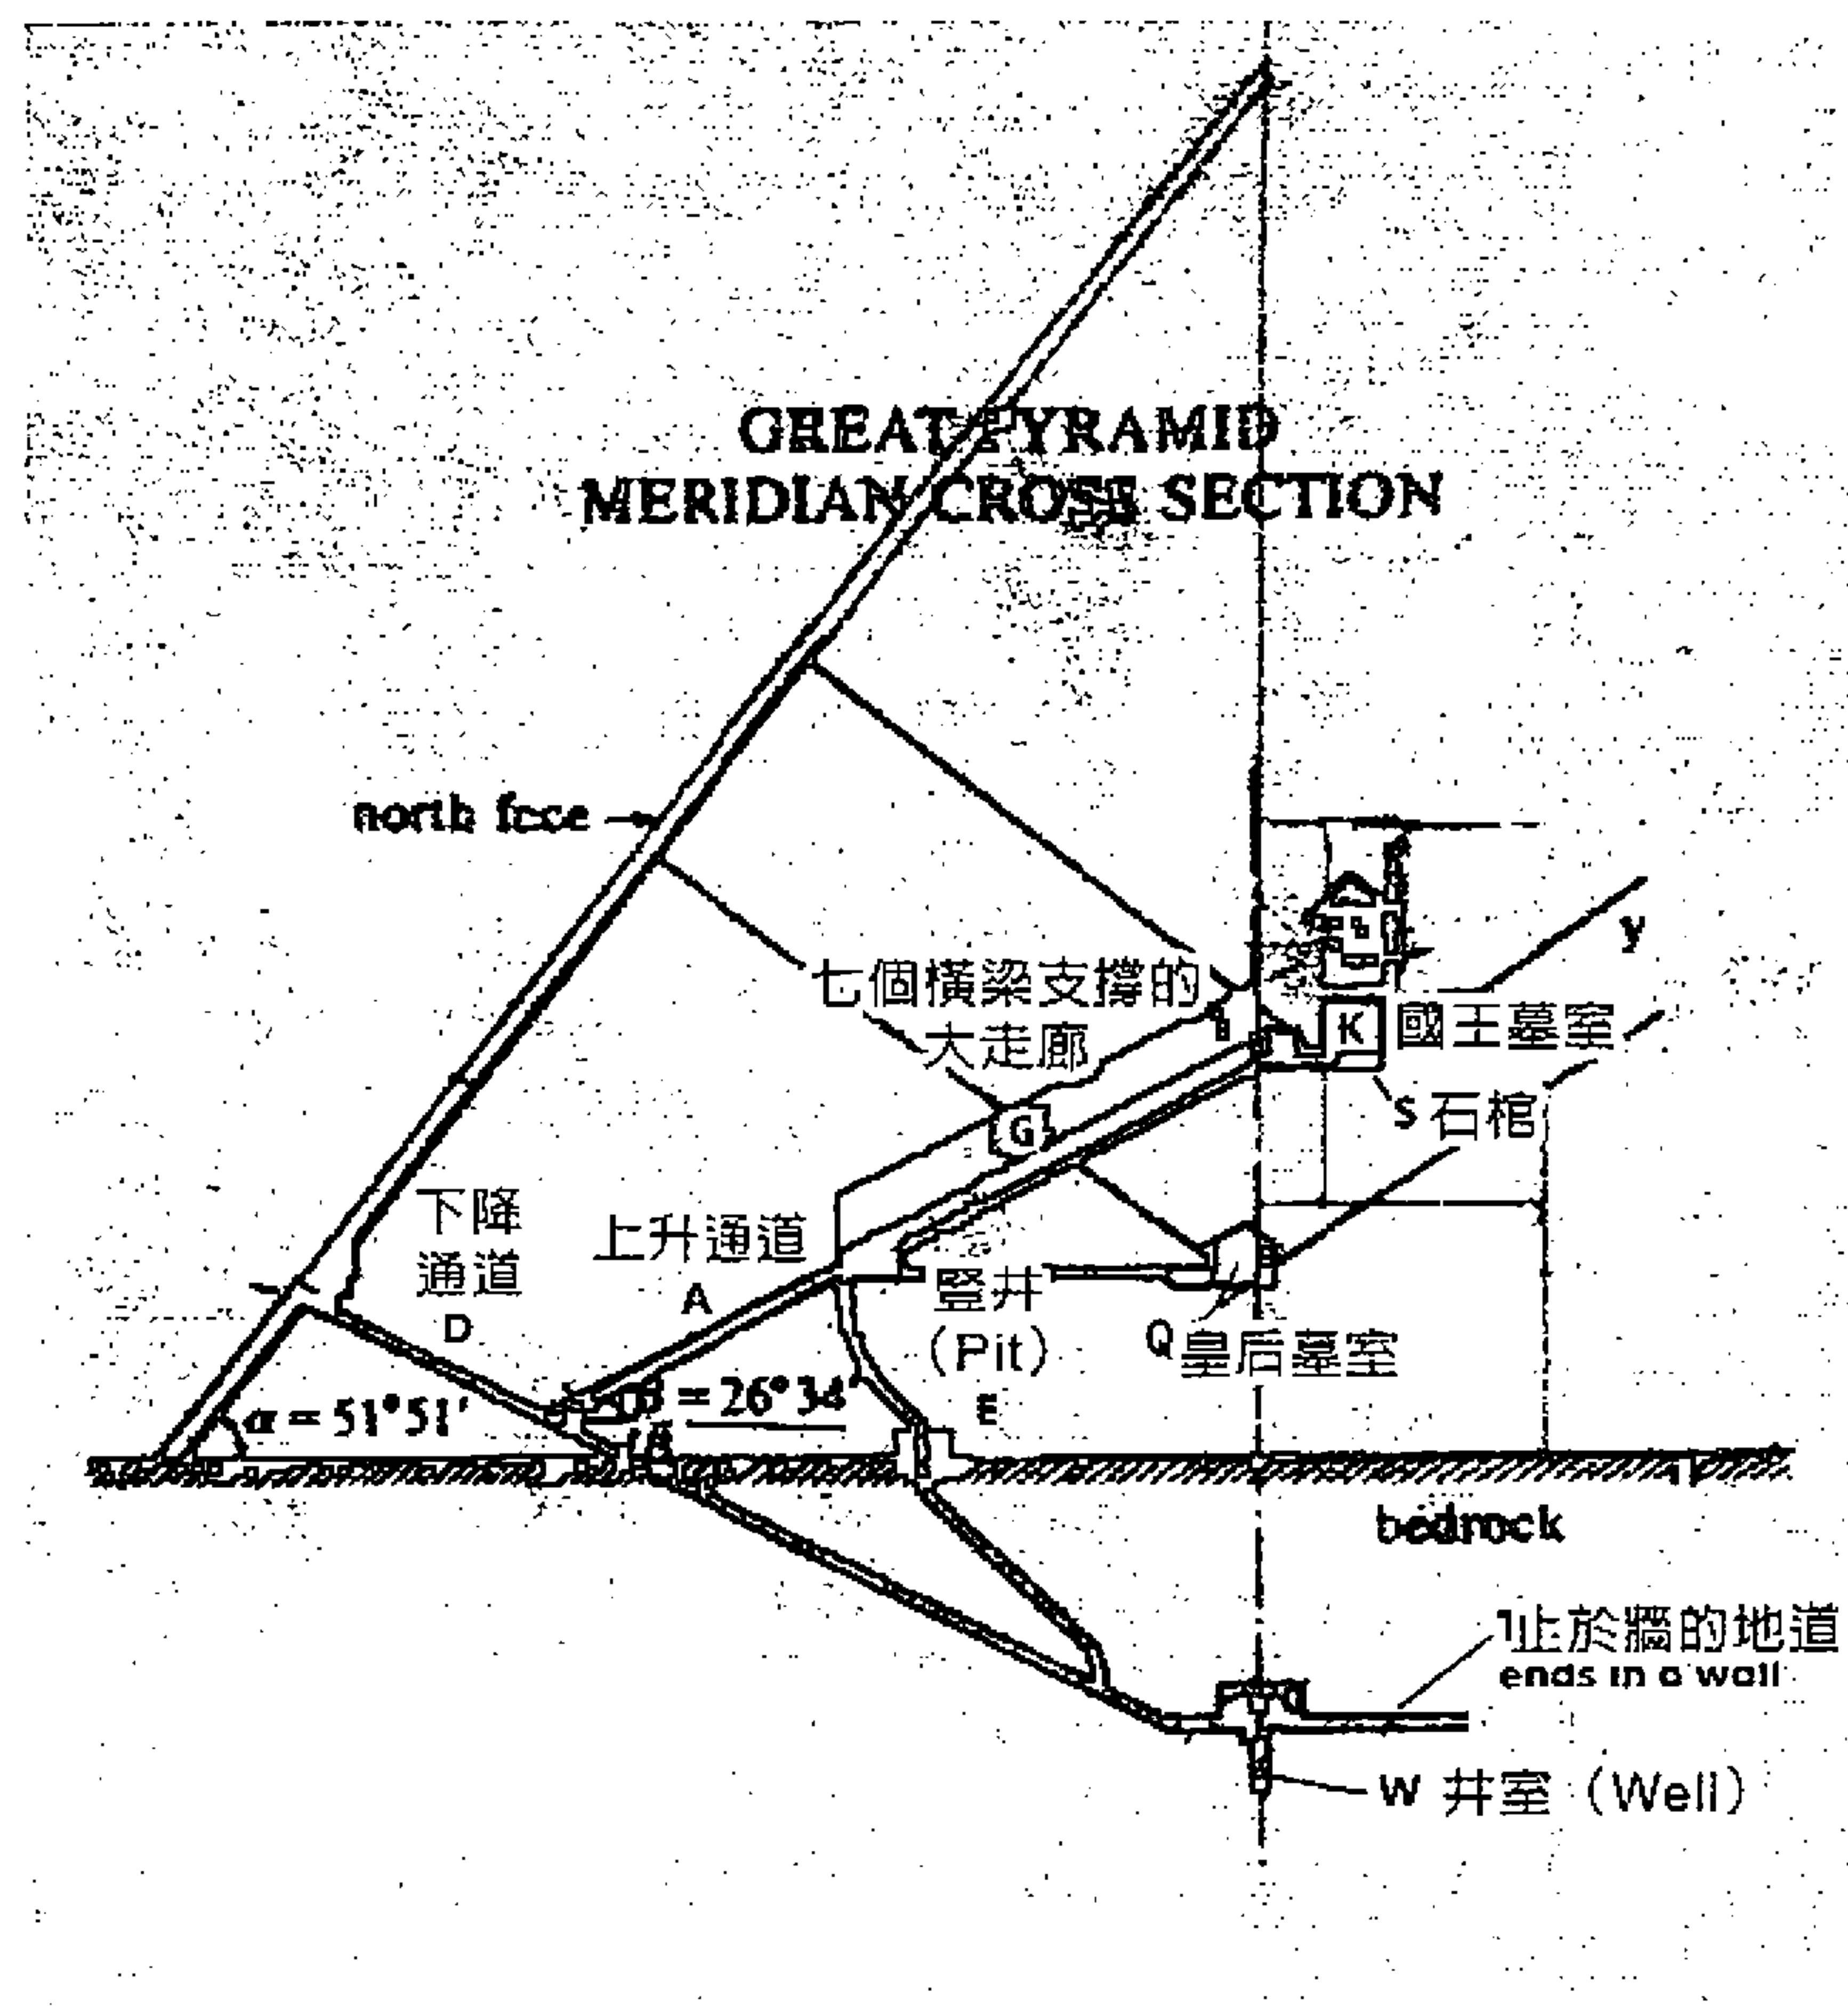 GREAT PYRAMID
MERIDIAN CROSS SECTION
north face
七個橫梁支撐的
大走廊
y
K 國王墓室
S 石棺
G
下降
通道
D
上升通道
A
豎井
(Pit)
E
Q 皇后墓室
α = 51°51'
= 26°34'
bedrock
止於牆的地道
ends in a wall
W 井室 (Well)